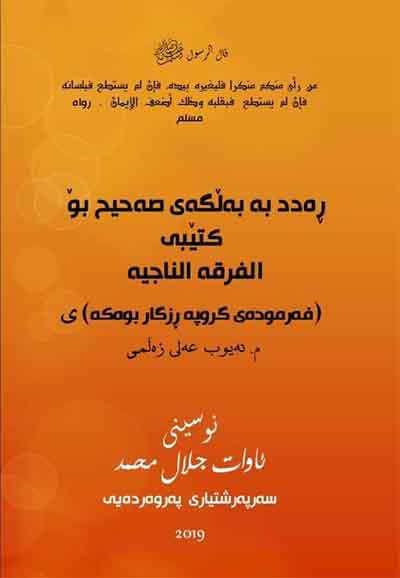 قال الرسول ﷺ
من رأى منكم منكرا فليغيره بيده، فإن لم يستطع فبلسانه
فإن لم يستطع فبقلبه وذلك أضعف الإيمان . رواه
مسلم
ڕەدد بە بەڵگەی صەحیح بۆ
کتێبی
الفرقه الناجیه
(فەرمودەی گروپە ڕزگار بوەکە) ی
م. ئەیوب عەلی زەڵمی
نوسینی
ئاوات جلال محمد
سەرپەرشتیاری پەروەردەیی
2019